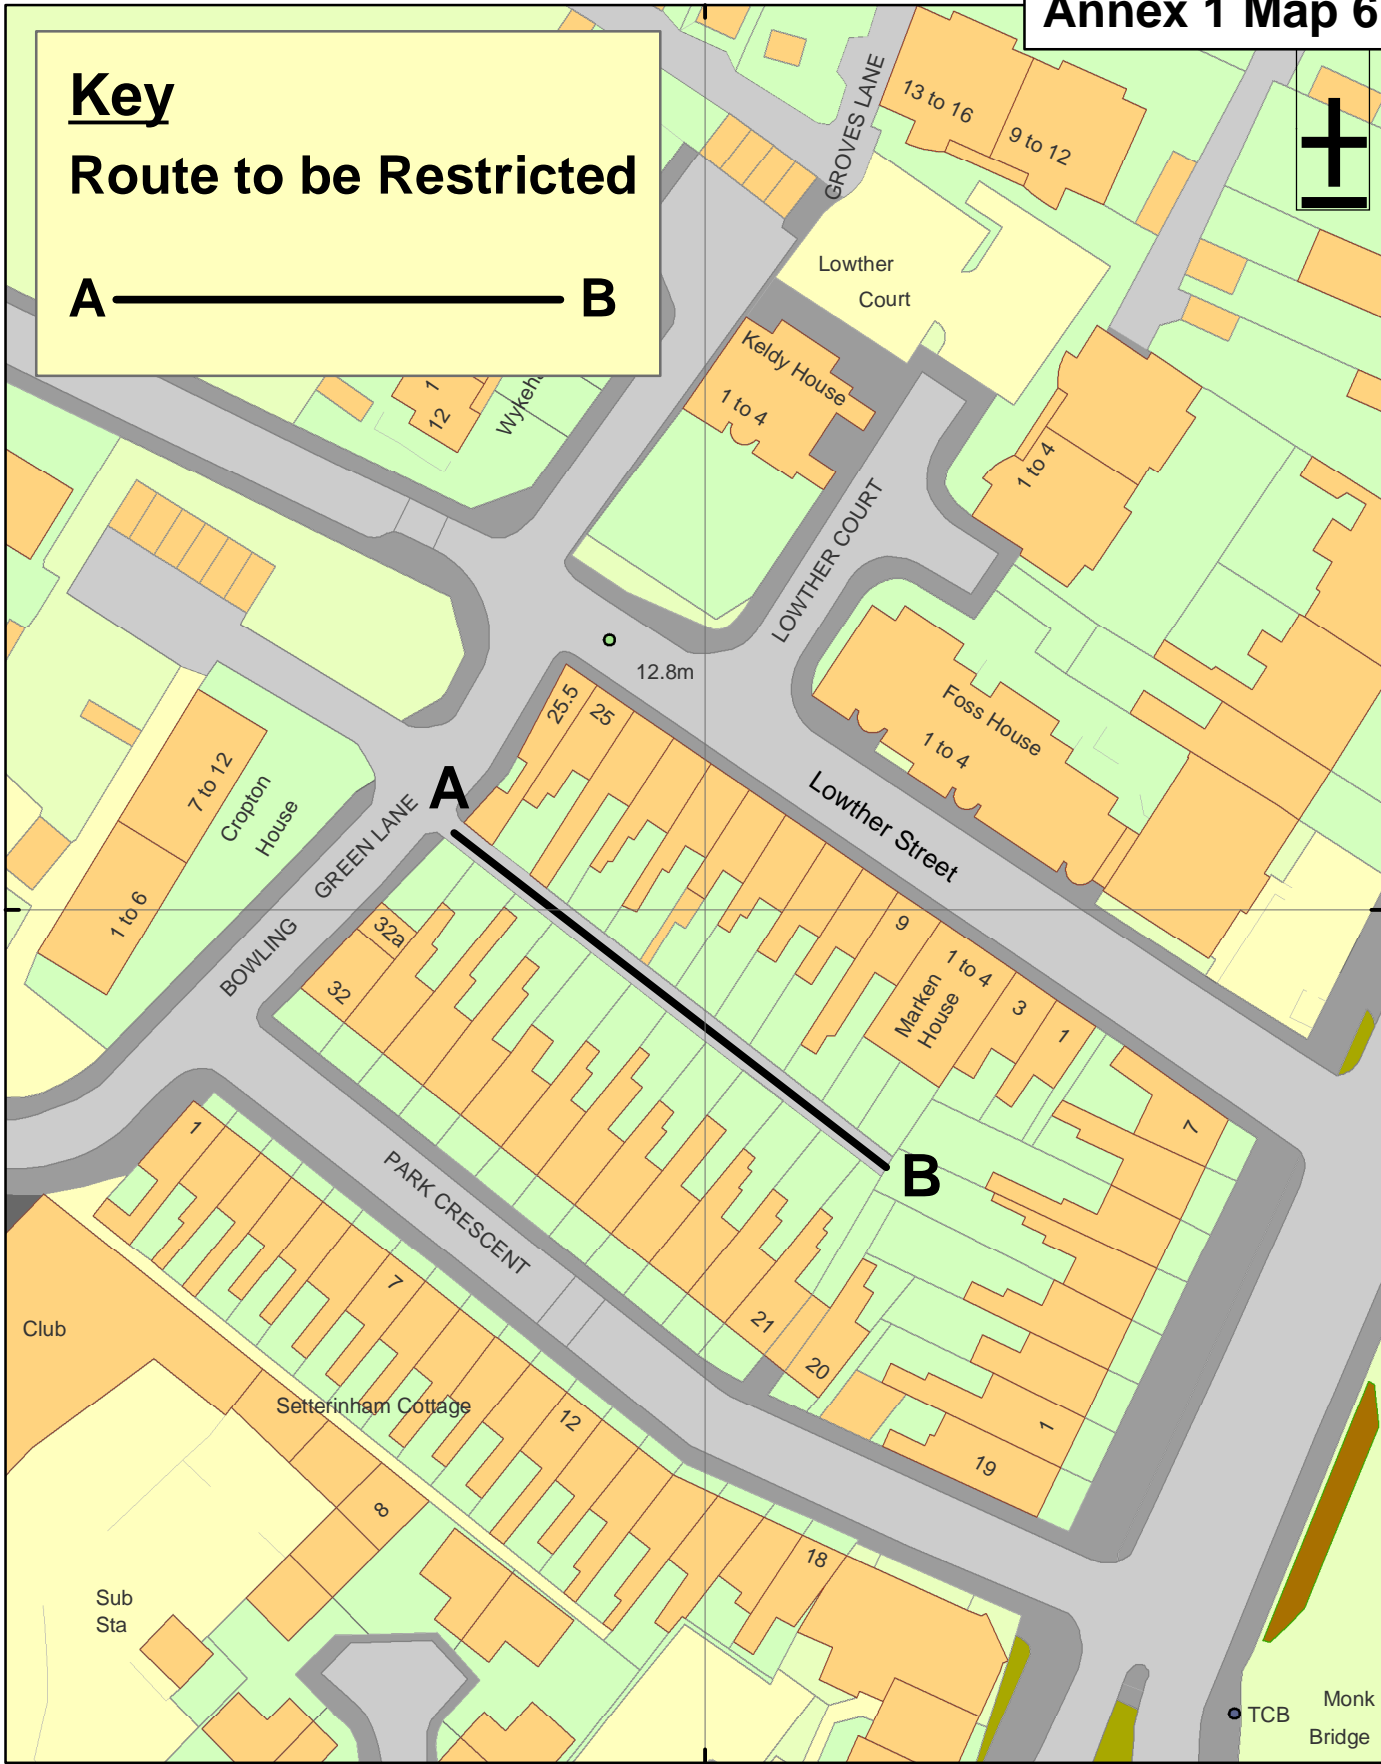 Annex 1 Map 6
Key
Route to be Restricted
A
B
GROVES LANE
13 to 16
9 to 12
Lowther
Court
Keldy House
1 to 4
1
12
1 to 4
LOWTHER COURT
12.8m
25.5
25
Foss House
1 to 4
Lowther Street
7 to 12
Cropton
House
1 to 6
A
BOWLING GREEN LANE
32a
32
9
1 to 4
Marken
House
3
1
7
B
1
PARK CRESCENT
7
21
20
Club
Setterinham Cottage
12
1
19
8
18
Sub
Sta
TCB
Monk
Bridge